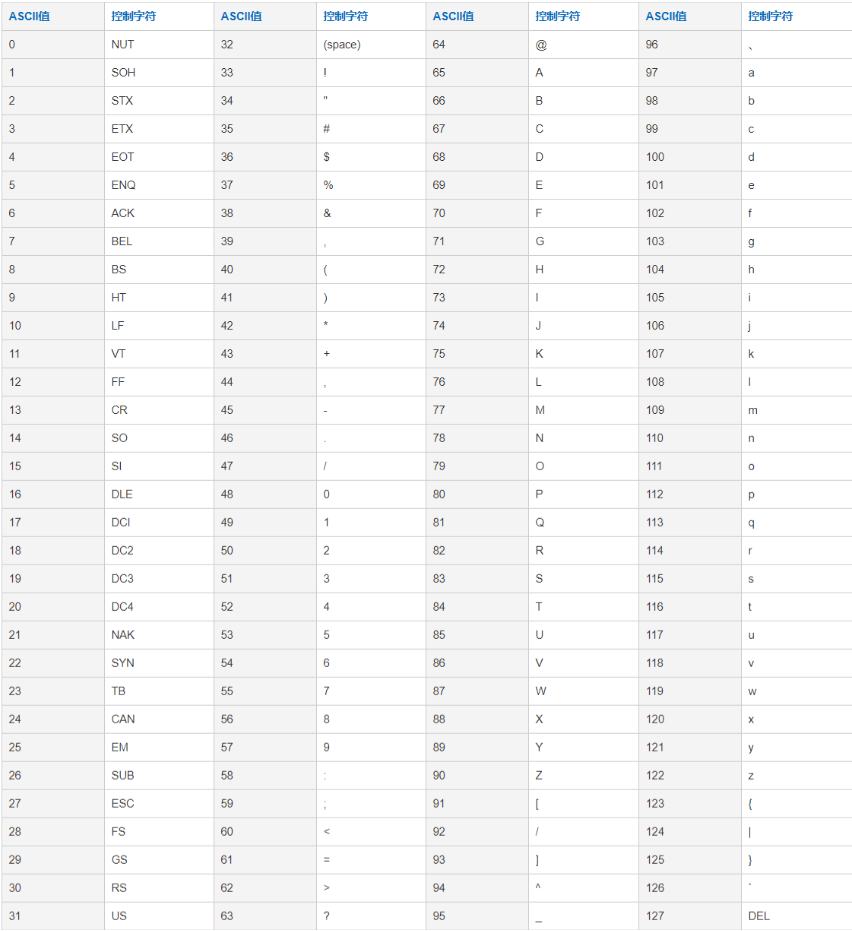 ASCII值 控制字符 ASCII值 控制字符 ASCII值 控制字符 ASCII值 控制字符
0 NUT 32 (space) 64 @ 96 、
1 SOH 33 ! 65 A 97 a
2 STX 34 " 66 B 98 b
3 ETX 35 # 67 C 99 c
4 EOT 36 $ 68 D 100 d
5 ENQ 37 % 69 E 101 e
6 ACK 38 & 70 F 102 f
7 BEL 39 , 71 G 103 g
8 BS 40 ( 72 H 104 h
9 HT 41 ) 73 I 105 i
10 LF 42 * 74 J 106 j
11 VT 43 + 75 K 107 k
12 FF 44 , 76 L 108 l
13 CR 45 - 77 M 109 m
14 SO 46 . 78 N 110 n
15 SI 47 / 79 O 111 o
16 DLE 48 0 80 P 112 p
17 DCI 49 1 81 Q 113 q
18 DC2 50 2 82 R 114 r
19 DC3 51 3 83 S 115 s
20 DC4 52 4 84 T 116 t
21 NAK 53 5 85 U 117 u
22 SYN 54 6 86 V 118 v
23 TB 55 7 87 W 119 w
24 CAN 56 8 88 X 120 x
25 EM 57 9 89 Y 121 y
26 SUB 58 : 90 Z 122 z
27 ESC 59 ; 91 [ 123 {
28 FS 60 < 92 / 124 |
29 GS 61 = 93 ] 125 }
30 RS 62 > 94 ^ 126 `
31 US 63 ? 95 _ 127 DEL